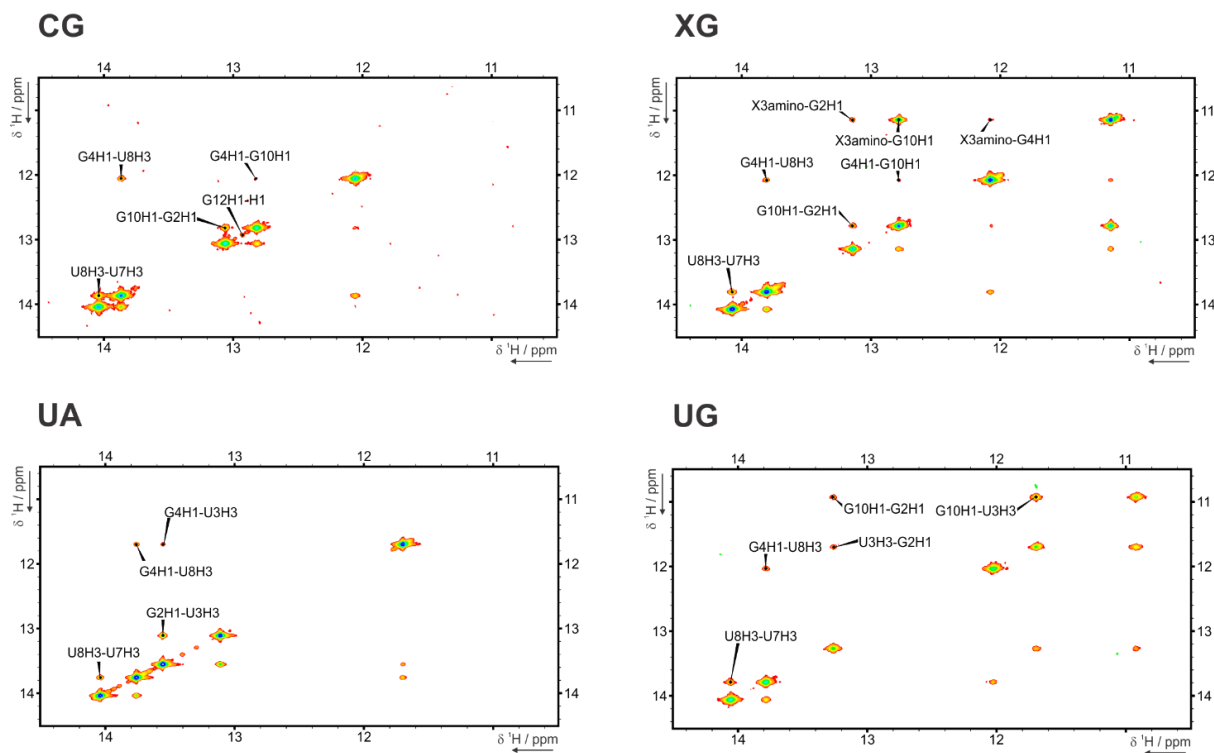 CG
14 13 12 11
δ ¹H / ppm
11
12
13
14
G4H1-U8H3
G4H1-G10H1
G12H1-H1
G10H1-G2H1
U8H3-U7H3
14 13 12 11
δ ¹H / ppm
XG
14 13 12 11
δ ¹H / ppm
11
12
13
14
X3amino-G2H1
X3amino-G10H1
X3amino-G4H1
G4H1-U8H3
G4H1-G10H1
G10H1-G2H1
U8H3-U7H3
14 13 12 11
δ ¹H / ppm
UA
14 13 12 11
δ ¹H / ppm
11
12
13
14
G4H1-U3H3
G4H1-U8H3
G2H1-U3H3
U8H3-U7H3
14 13 12 11
δ ¹H / ppm
UG
14 13 12 11
δ ¹H / ppm
11
12
13
14
G10H1-G2H1
G10H1-U3H3
U3H3-G2H1
G4H1-U8H3
U8H3-U7H3
14 13 12 11
δ ¹H / ppm